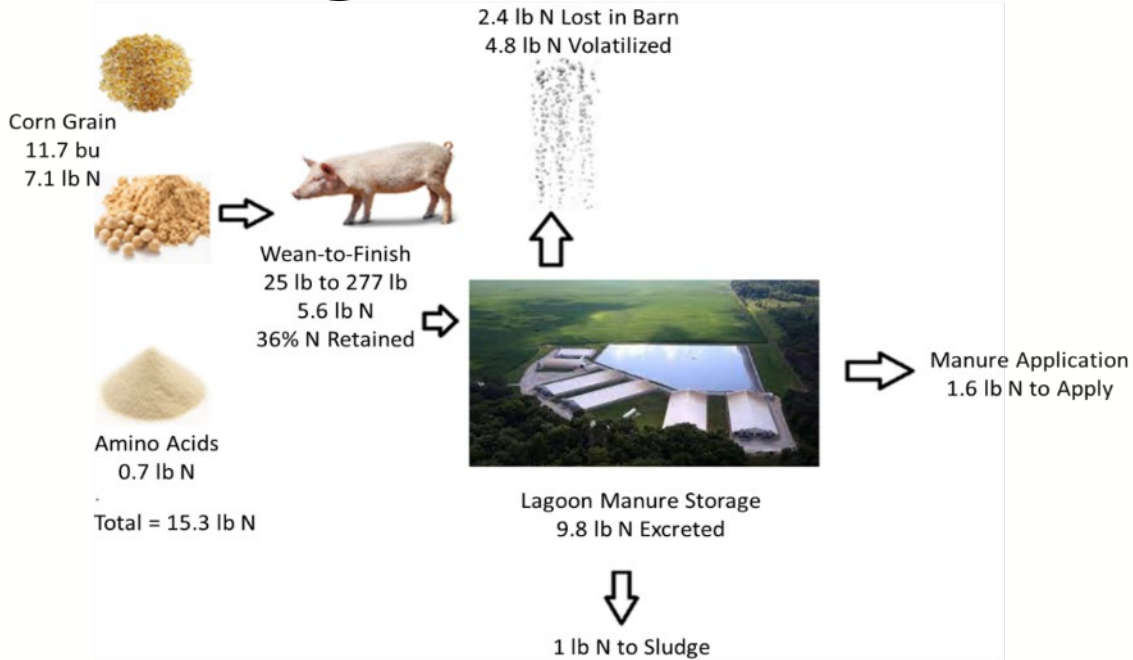 2.4 lb N Lost in Barn
4.8 lb N Volatilized
Corn Grain
11.7 bu
7.1 lb N
Wean-to-Finish
25 lb to 277 lb
5.6 lb N
36% N Retained
Manure Application
1.6 lb N to Apply
Amino Acids
0.7 lb N
.
Total = 15.3 lb N
Lagoon Manure Storage
9.8 lb N Excreted
1 lb N to Sludge